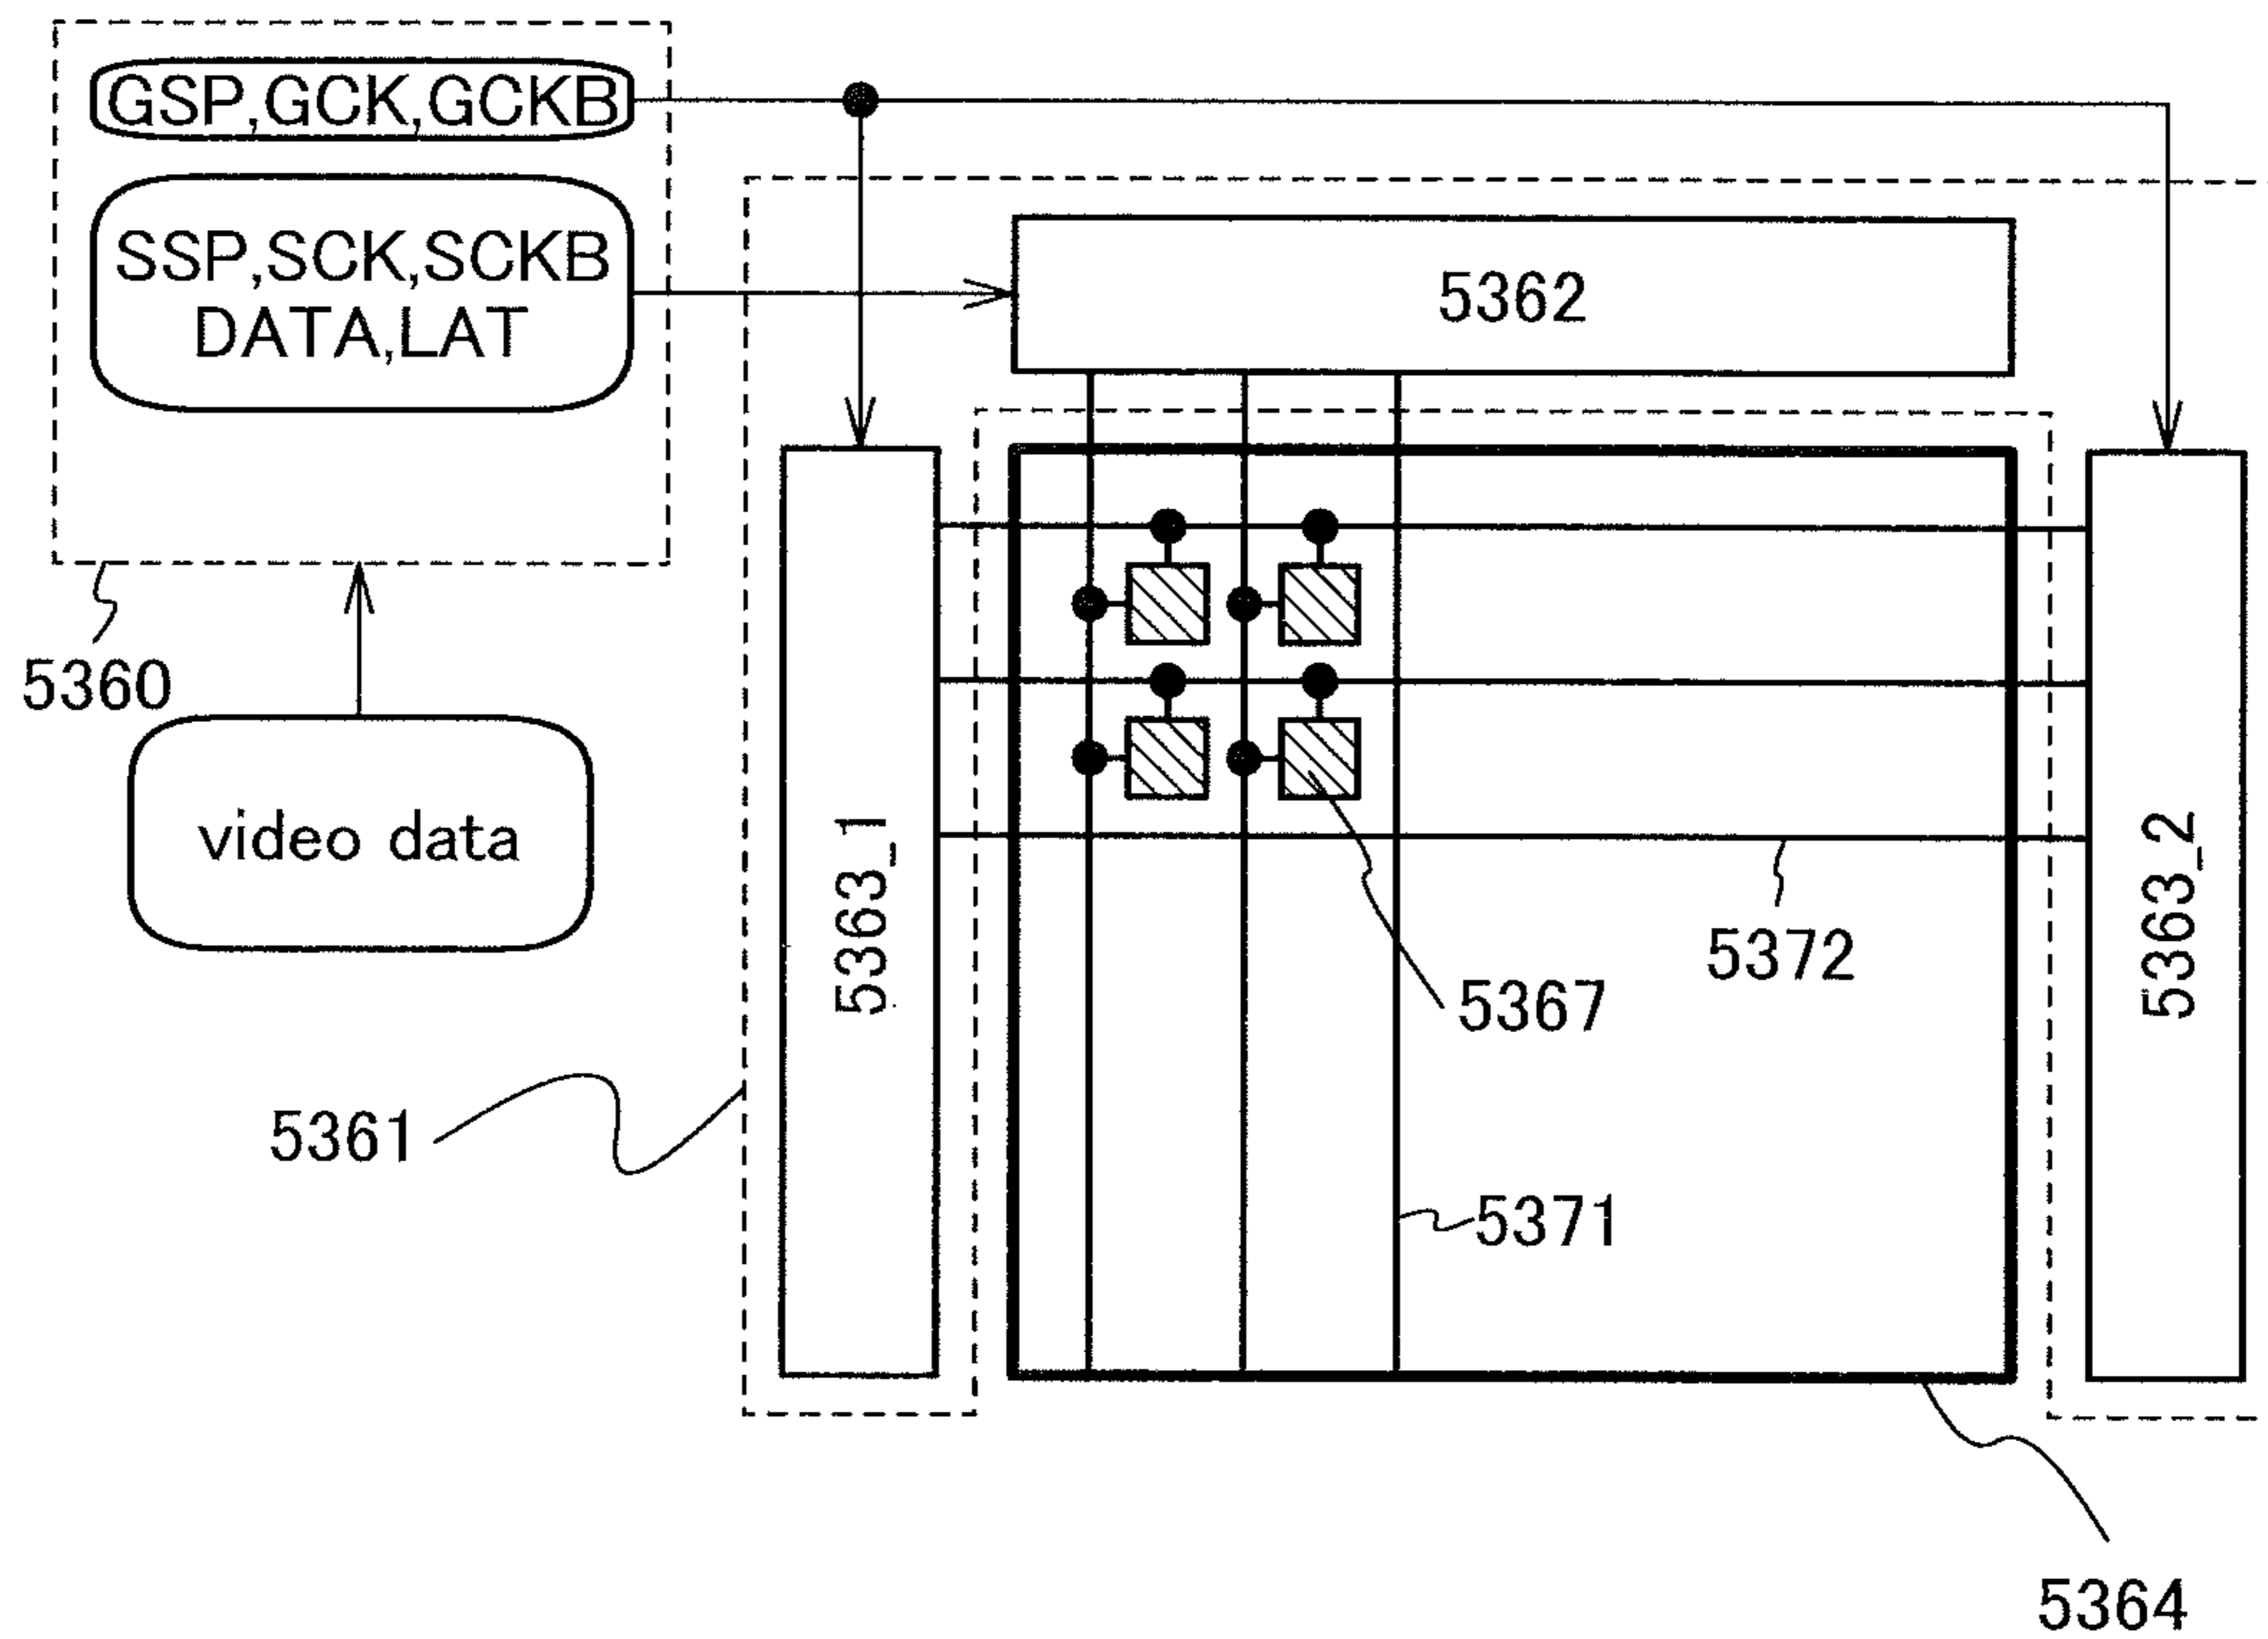 GSP,GCK,GCKB
SSP,SCK,SCKB
DATA,LAT
5362
5360
video data
5363_1
5363_2
5372
5367
5361
5371
5364